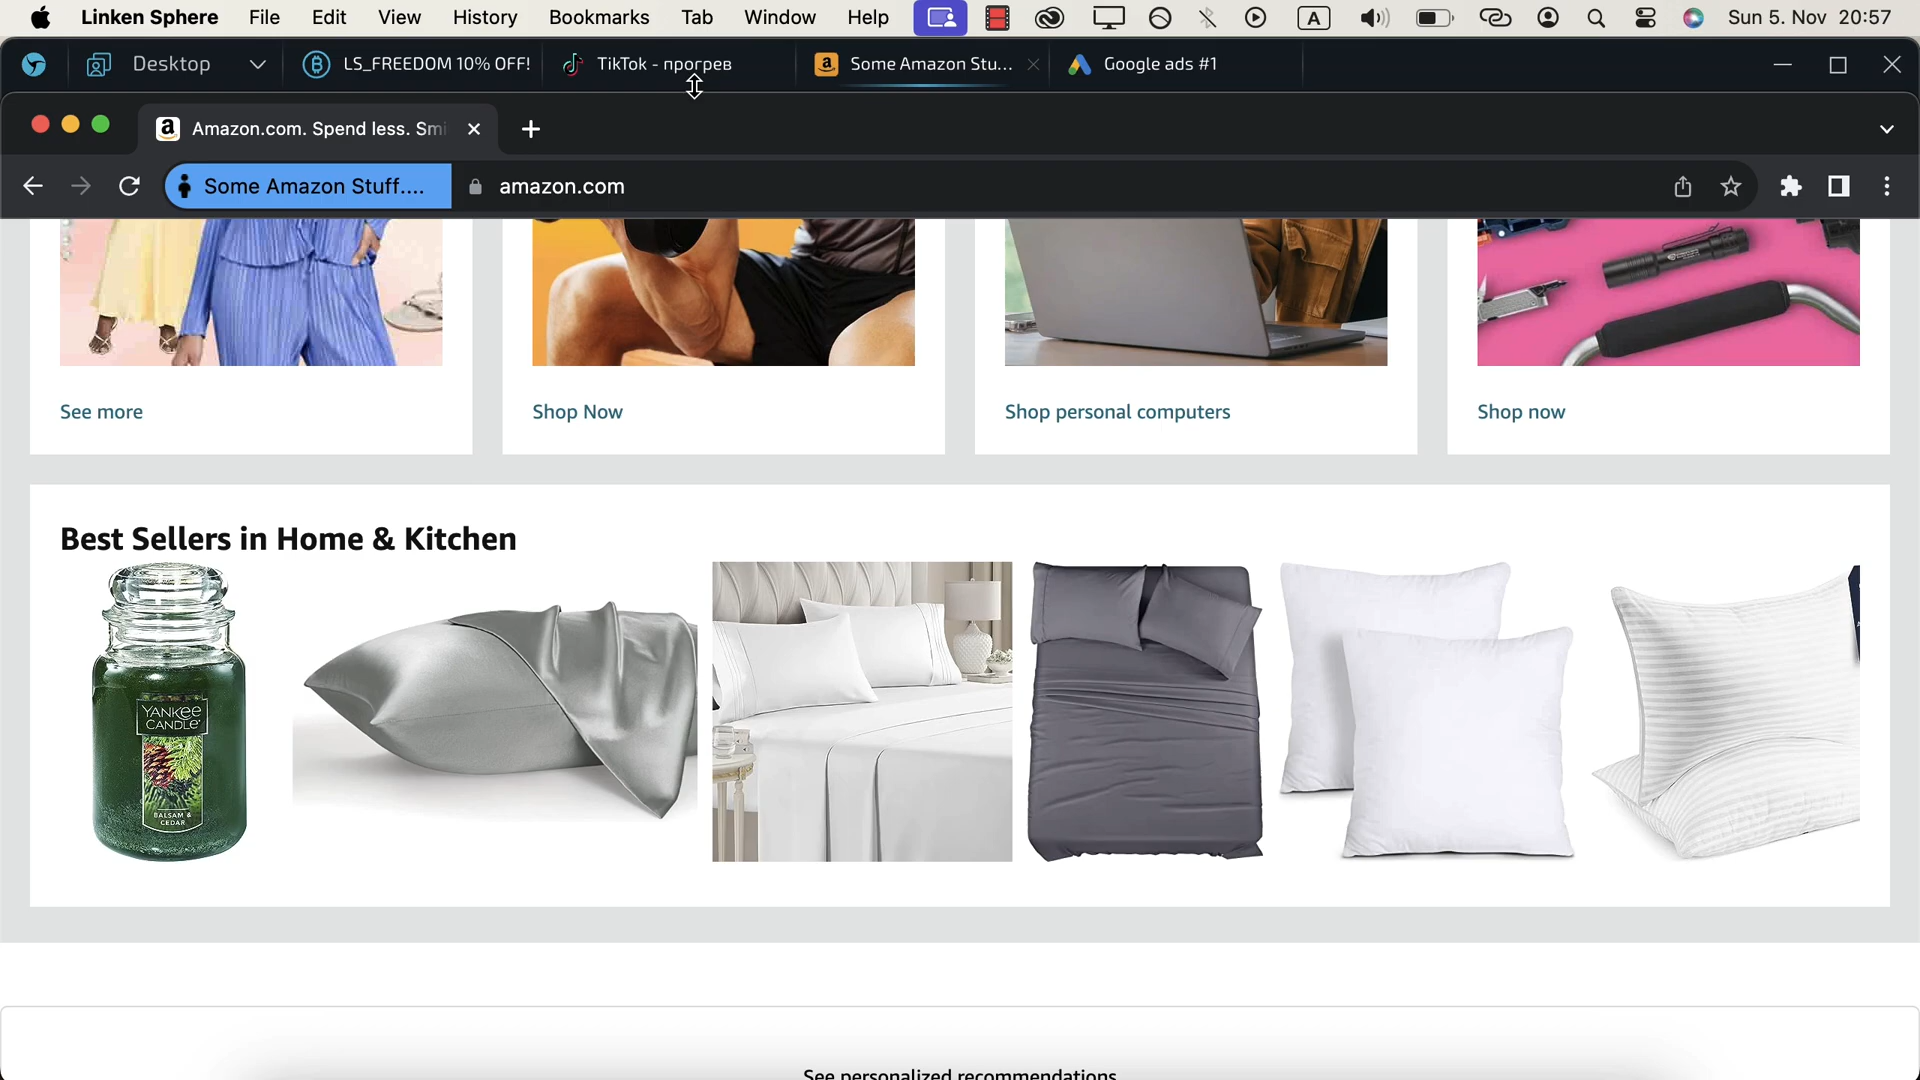 Linken Sphere File Edit View History Bookmarks Tab Window Help A Sun 5. Nov 20:57
Desktop LS_FREEDOM 10% OFF! TikTok - прогрев Some Amazon Stu... Google ads #1
Amazon.com. Spend less. Smi
Some Amazon Stuff.... amazon.com
See more Shop Now Shop personal computers Shop now
Best Sellers in Home & Kitchen
YANKEE
CANDLE
BALSAM &
CEDAR
See personalized recommendations